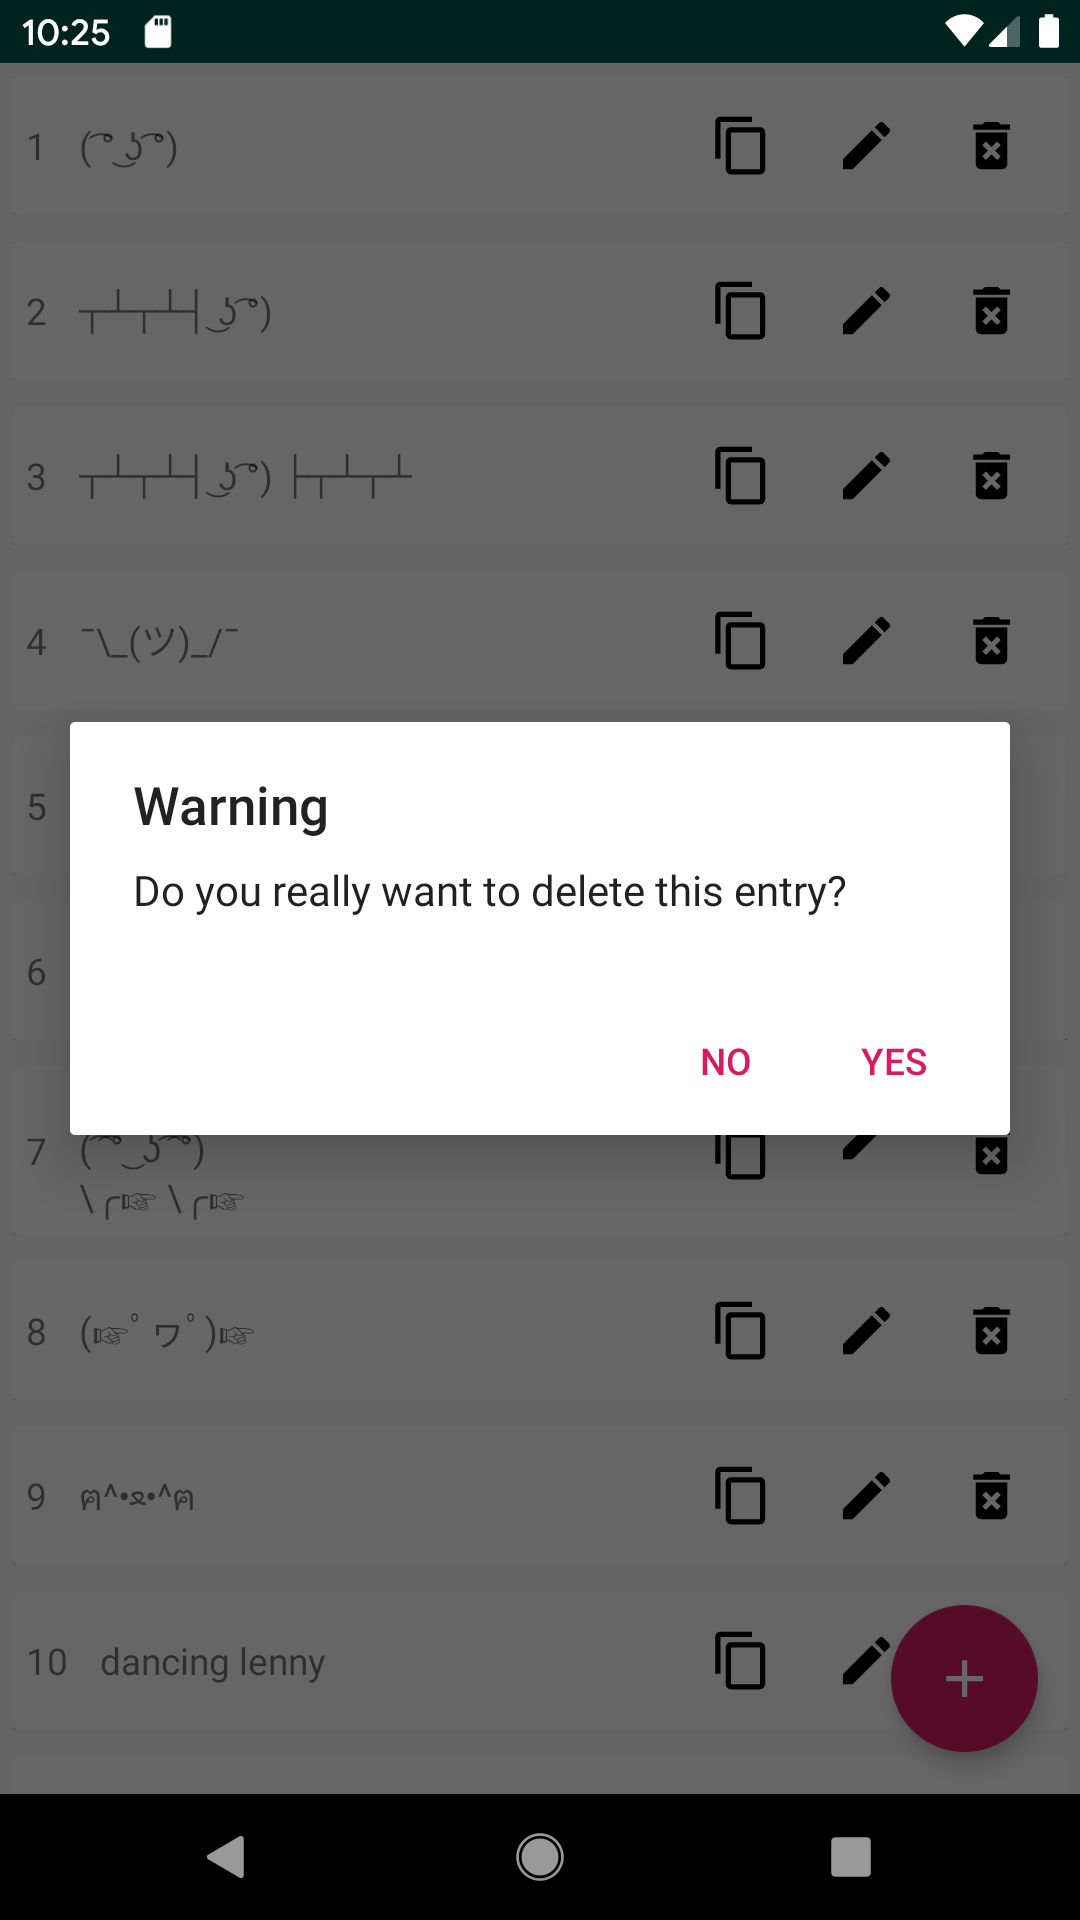 10:25
1 ( ͡° ͜ʖ ͡°)
2 ┬┴┬┴┤ ͜ʖ ͡°)
3 ┬┴┬┴┤ ͜ʖ ͡°) ├┬┴┬┴
4 ¯\_(ツ)_/¯
5
Warning
Do you really want to delete this entry?
6
NO YES
7 ( ͡° ͜ʖ ͡°)
\╭☞ \╭☞
8 (☞ﾟヮﾟ)☞
9 ฅ^•ﻌ•^ฅ
10 dancing lenny